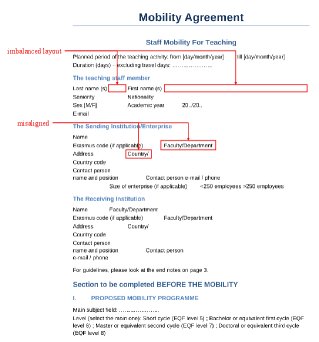 Mobility Agreement
Staff Mobility For Teaching
imbalanced layout
Planned period of the teaching activity: from [day/month/year] till [day/month/year]
Duration (days) – excluding travel days: ………………….
The teaching staff member
Last name (s) First name (s)
Seniority Nationality
Sex [M/F] Academic year 20../20..
E-mail
misaligned
The Sending Institution/Enterprise
Name
Erasmus code (if applicable) Faculty/Department
Address Country/
Country code
Contact person
name and position Contact person e-mail / phone
Size of enterprise (if applicable) <250 employees >250 employees
The Receiving Institution
Name Faculty/Department
Erasmus code (if applicable) Faculty/Department
Address Country/
Country code
Contact person
name and position Contact person
e-mail / phone
For guidelines, please look at the end notes on page 3.
Section to be completed BEFORE THE MOBILITY
I. PROPOSED MOBILITY PROGRAMME
Main subject field: ………………….
Level (select the main one): Short cycle (EQF level 5) ; Bachelor or equivalent first cycle (EQF
level 6) ; Master or equivalent second cycle (EQF level 7) ; Doctoral or equivalent third cycle
(EQF level 8)